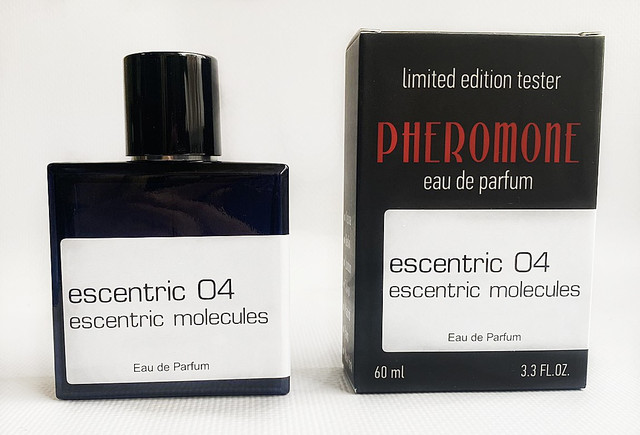 escentric 04
escentric molecules
Eau de Parfum
limited edition tester
PHEROMONE
eau de parfum
escentric 04
escentric molecules
Eau de Parfum
60 ml
3.3 FL.OZ.